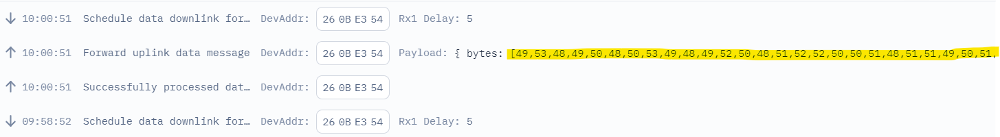 ↓ 10:00:51 Schedule data downlink for… DevAddr: 26 0B E3 54 Rx1 Delay: 5
↑ 10:00:51 Forward uplink data message DevAddr: 26 0B E3 54 Payload: { bytes: [49,53,48,49,50,48,50,53,49,48,49,52,50,48,51,52,52,50,50,51,48,51,51,49,50,51,
↑ 10:00:51 Successfully processed dat… DevAddr: 26 0B E3 54
↓ 09:58:52 Schedule data downlink for… DevAddr: 26 0B E3 54 Rx1 Delay: 5